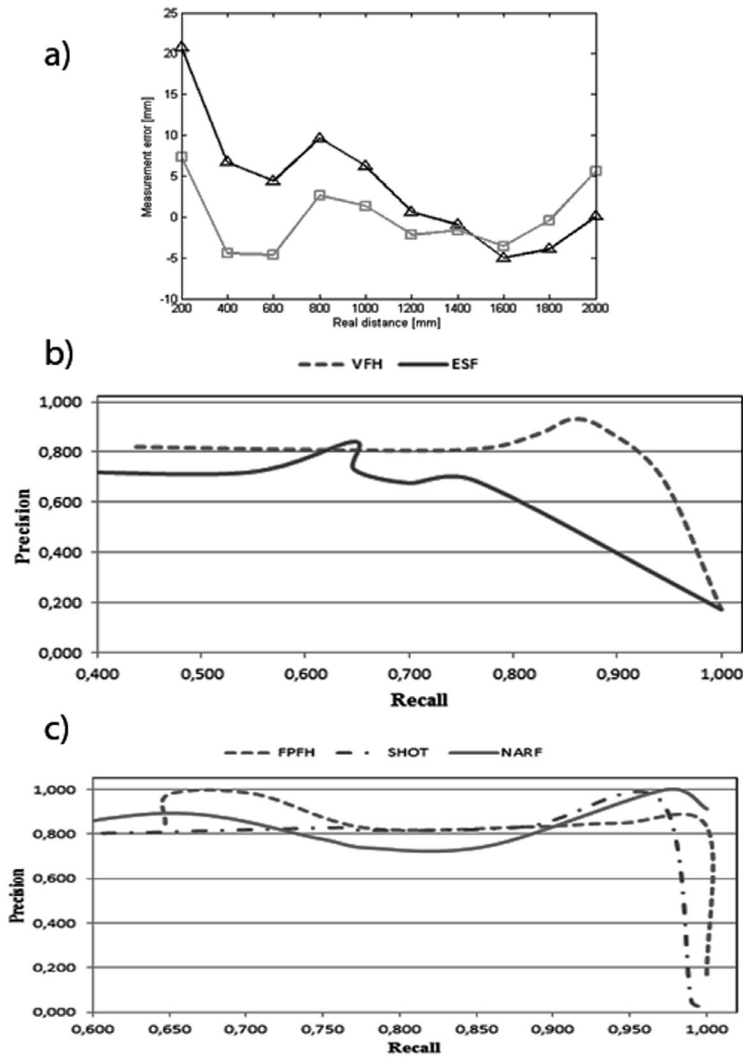 a)
25
20
15
10
5
0
-5
-10
Measurement error [mm]
200 400 600 800 1000 1200 1400 1600 1800 2000
Real distance [mm]
b)
VFH ESF
1,000
0,800
0,600
0,400
0,200
0,000
Precision
0,400 0,500 0,600 0,700 0,800 0,900 1,000
Recall
c)
FPFH SHOT NARF
1,000
0,800
0,600
0,400
0,200
0,000
Precision
0,600 0,650 0,700 0,750 0,800 0,850 0,900 0,950 1,000
Recall